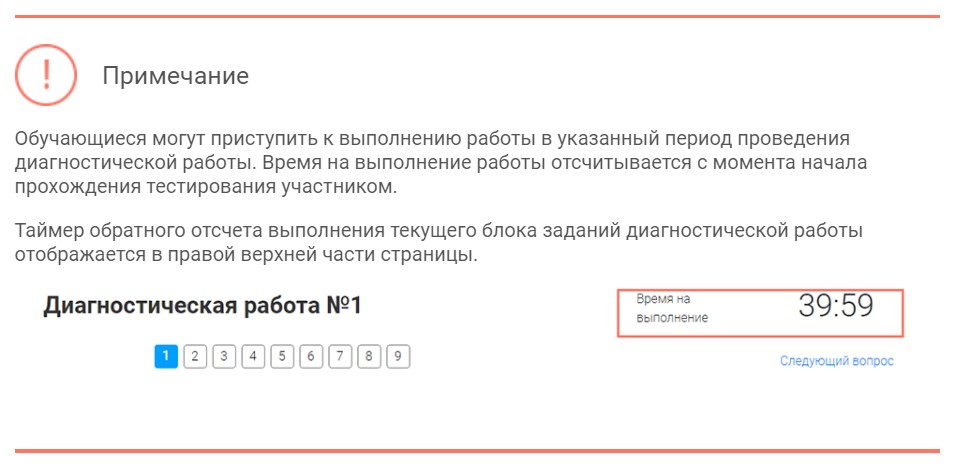 !
Примечание
Обучающиеся могут приступить к выполнению работы в указанный период проведения
диагностической работы. Время на выполнение работы отсчитывается с момента начала
прохождения тестирования участником.
Таймер обратного отсчета выполнения текущего блока заданий диагностической работы
отображается в правой верхней части страницы.
Диагностическая работа №1
Время на
выполнение
39:59
1 2 3 4 5 6 7 8 9
Следующий вопрос